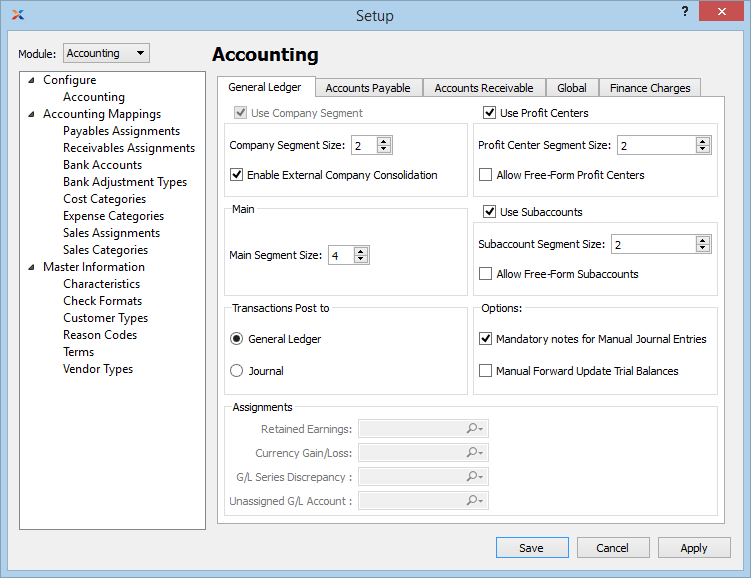 Setup
?
Module: Accounting
Configure
Accounting
Accounting Mappings
Payables Assignments
Receivables Assignments
Bank Accounts
Bank Adjustment Types
Cost Categories
Expense Categories
Sales Assignments
Sales Categories
Master Information
Characteristics
Check Formats
Customer Types
Reason Codes
Terms
Vendor Types
Accounting
General Ledger
Accounts Payable
Accounts Receivable
Global
Finance Charges
Use Company Segment
Company Segment Size: 2
Enable External Company Consolidation
Use Profit Centers
Profit Center Segment Size: 2
Allow Free-Form Profit Centers
Main
Main Segment Size: 4
Use Subaccounts
Subaccount Segment Size: 2
Allow Free-Form Subaccounts
Transactions Post to
General Ledger
Journal
Options:
Mandatory notes for Manual Journal Entries
Manual Forward Update Trial Balances
Assignments
Retained Earnings:
Currency Gain/Loss:
G/L Series Discrepancy :
Unassigned G/L Account :
Save
Cancel
Apply